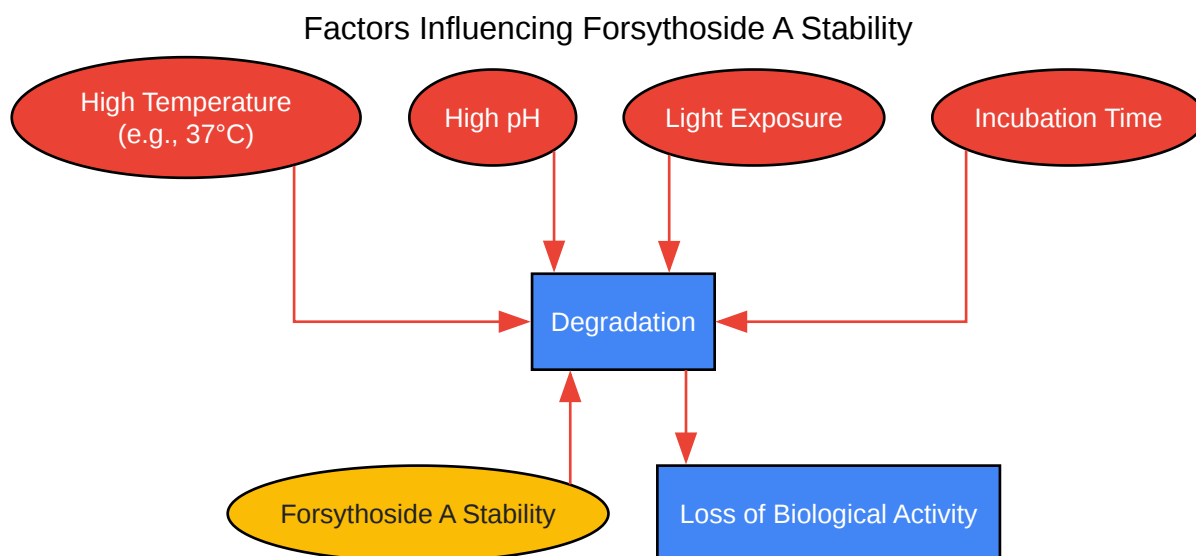 Factors Influencing Forsythoside A Stability
High Temperature
(e.g., 37°C)
High pH
Light Exposure
Incubation Time
Degradation
Forsythoside A Stability
Loss of Biological Activity